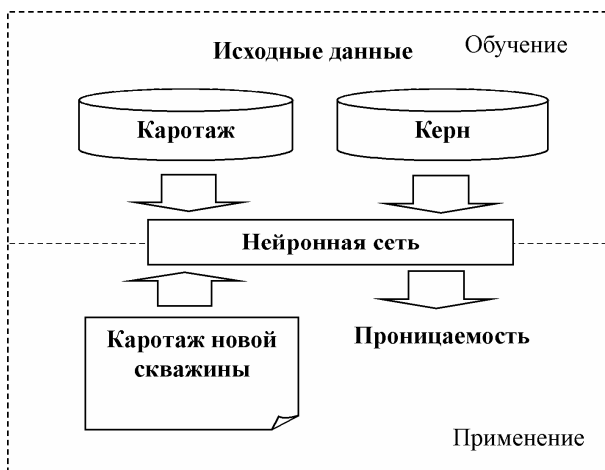 Обучение
Исходные данные
Каротаж
Керн
Нейронная сеть
Каротаж новой
скважины
Проницаемость
Применение